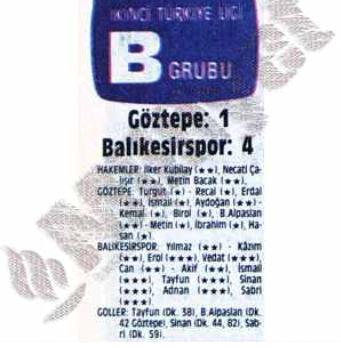 İKİNCİ TÜRKİYE LİGİ
B GRUBU
Göztepe: 1
Balıkesirspor: 4
HAKEMLER: İlker Kubilay (★★), Necati Ça-
lışır (★★), Metin Bacak (★★).
GÖZTEPE: Turgut (★) - Recai (★), Erdal
(★★), İsmail (★), Aydoğan (★★) -
Kemal (★), Birol (★), B.Alpaslan
(★★) - Metin (★), İbrahim (★), Ha-
san (★).
BALIKESİRSPOR: Yılmaz (★★) - Kâzım
(★★), Erol (★★★), Vedat (★★★),
Can (★★) - Akif (★★), İsmail
(★★★), Tayfun (★★★), Sinan
(★★★), Adnan (★★★), Sabri
(★★★).
GOLLER: Tayfun (Dk. 38), B.Alpaslan (Dk.
42 Göztepe), Sinan (Dk. 44, 82), Sab-
ri (Dk. 59).